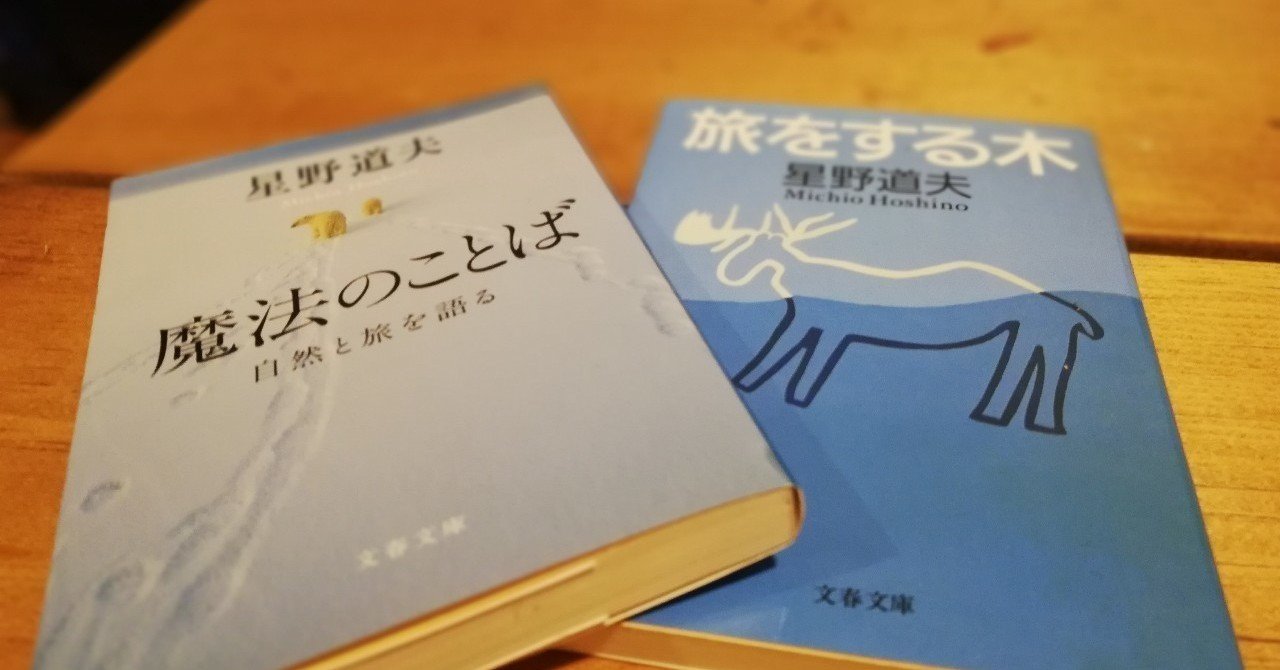 星野道夫
魔法のことば
自然と旅を語る
文春文庫
旅をする木
星野道夫
Michio Hoshino
文春文庫